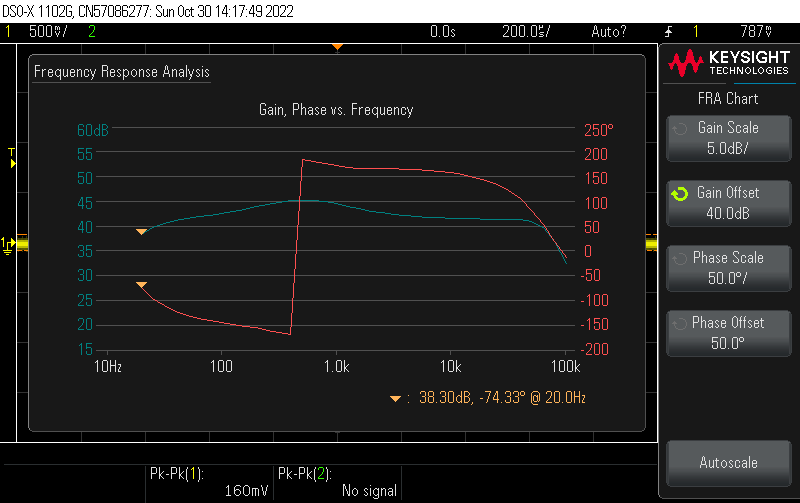 DSO-X 1102G, CN57086277: Sun Oct 30 14:17:49 2022
1 500▽/ 2 0.0s 200.0s/ Auto? 1 787▽
Frequency Response Analysis
Gain, Phase vs. Frequency
60dB
55
50
45
40
35
30
25
20
15
250°
200
150
100
50
0
-50
-100
-150
-200
10Hz 100 1.0k 10k 100k
: 38.30dB, -74.33° @ 20.0Hz
T
1
KEYSIGHT
TECHNOLOGIES
FRA Chart
Gain Scale
5.0dB/
Gain Offset
40.0dB
Phase Scale
50.0°/
Phase Offset
50.0°
Autoscale
Pk-Pk(1):
160mV
Pk-Pk(2):
No signal